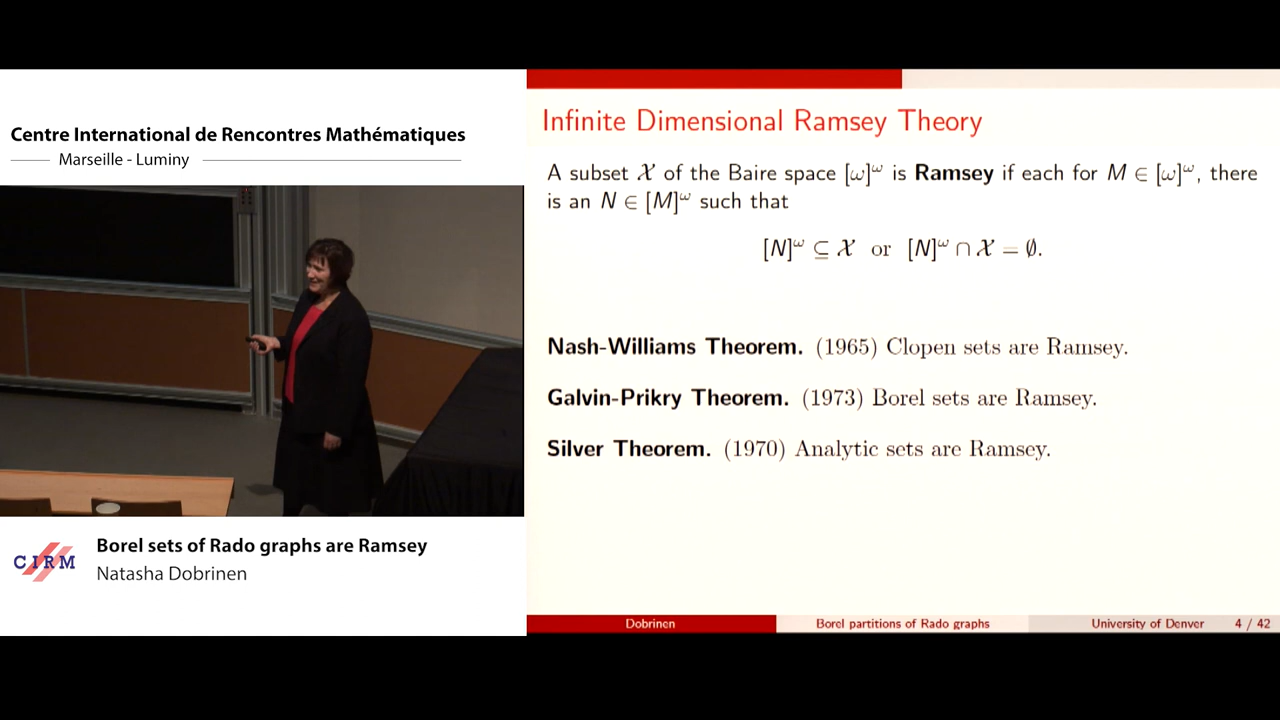 Centre International de Rencontres Mathématiques
Marseille - Luminy
CIRM
Borel sets of Rado graphs are Ramsey
Natasha Dobrinen
Infinite Dimensional Ramsey Theory
A subset 𝒳 of the Baire space [ω]^ω is Ramsey if each for M ∈ [ω]^ω, there
is an N ∈ [M]^ω such that
[N]^ω ⊆ 𝒳 or [N]^ω ∩ 𝒳 = ∅.
Nash-Williams Theorem. (1965) Clopen sets are Ramsey.
Galvin-Prikry Theorem. (1973) Borel sets are Ramsey.
Silver Theorem. (1970) Analytic sets are Ramsey.
Dobrinen Borel partitions of Rado graphs University of Denver 4 / 42